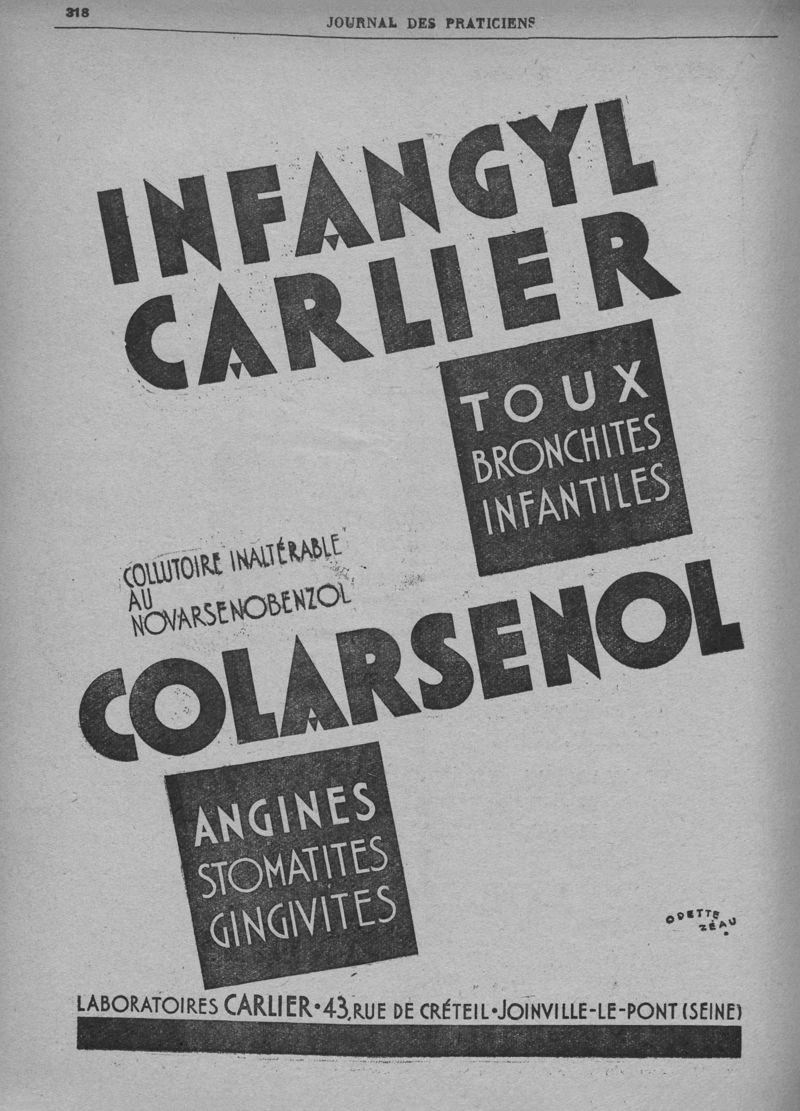 318
JOURNAL DES PRATICIENS
INFANGYL
CARLIER
TOUX
BRONCHITES
INFANTILES
COLLUTOIRE INALTÉRABLE
AU
NOVARSENOBENZOL
COLARSENOL
ANGINES
STOMATITES
GINGIVITES
ODETTE
ZÉAU
LABORATOIRES CARLIER • 43, RUE DE CRÉTEIL • JOINVILLE-LE-PONT (SEINE)